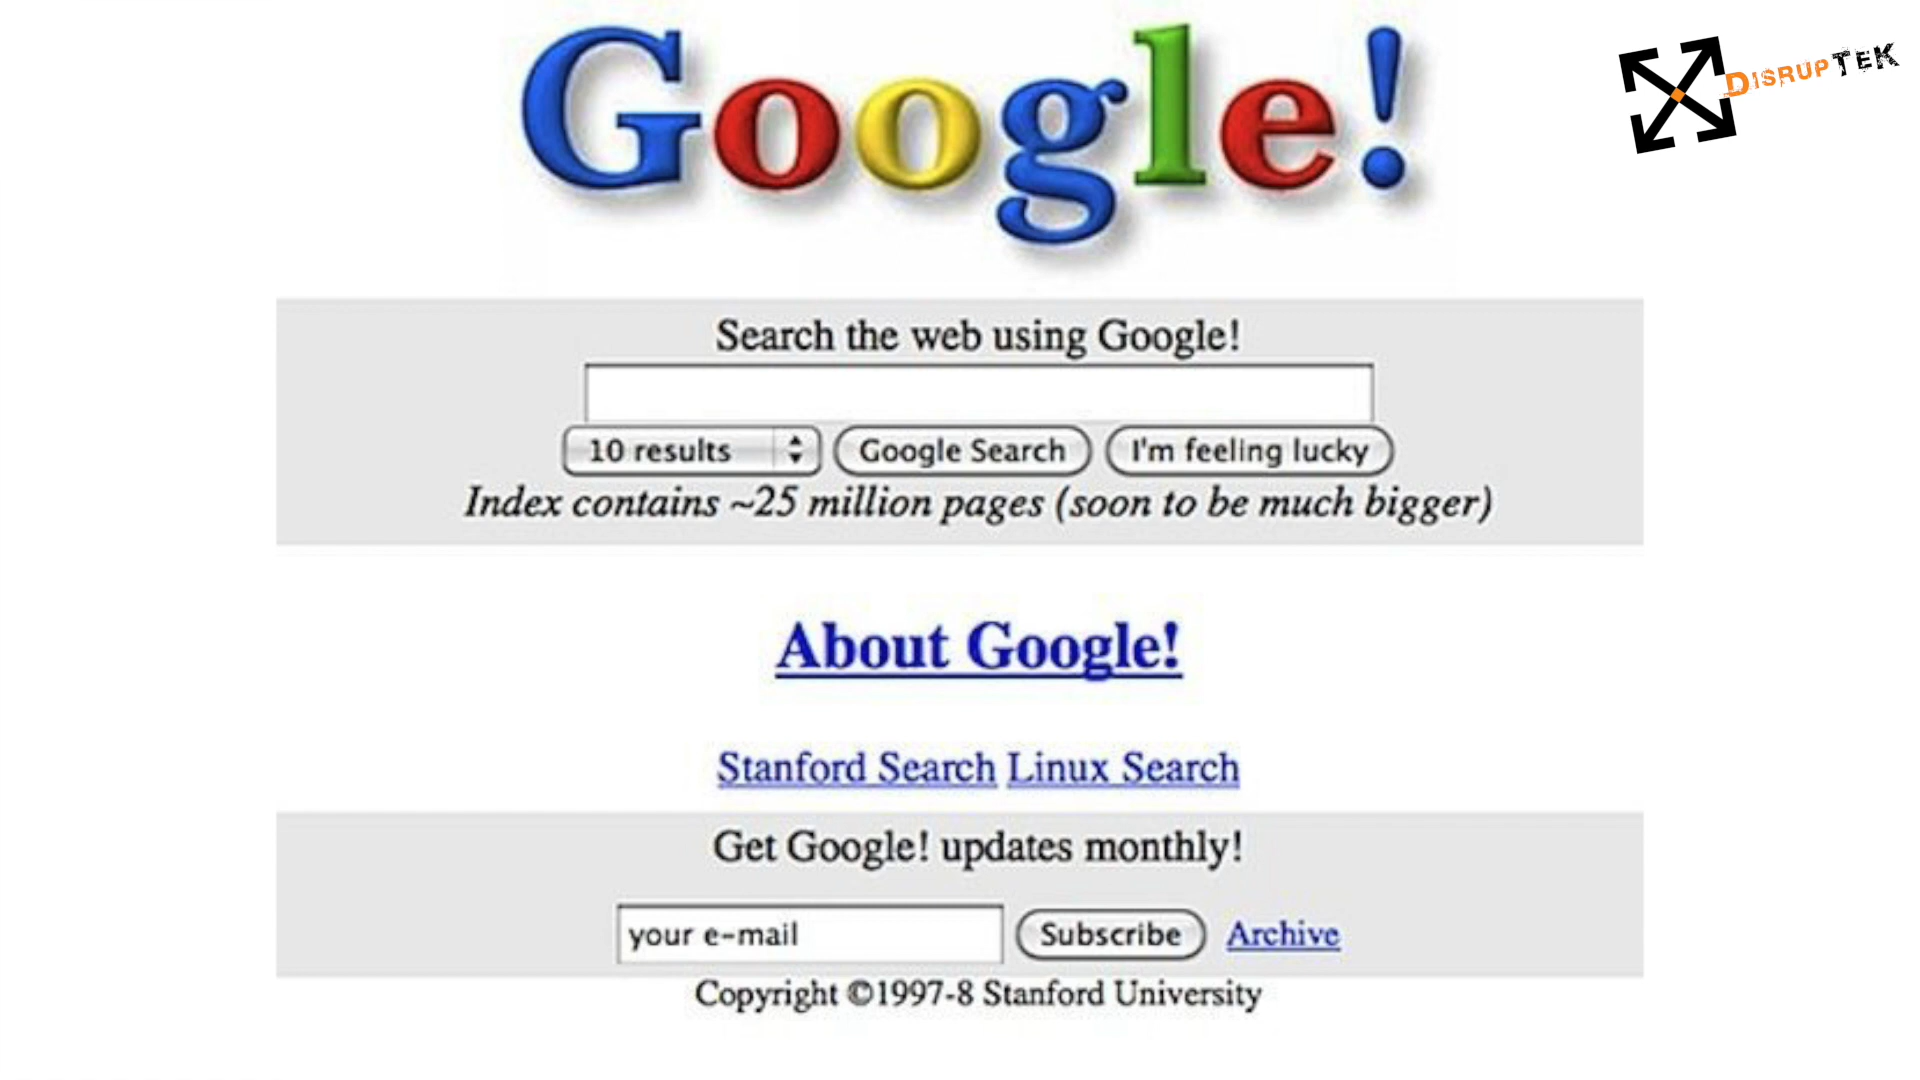 Google!
DISRUPTEK
Search the web using Google!
10 results Google Search I'm feeling lucky
Index contains ~25 million pages (soon to be much bigger)
About Google!
Stanford Search Linux Search
Get Google! updates monthly!
your e-mail Subscribe Archive
Copyright ©1997-8 Stanford University